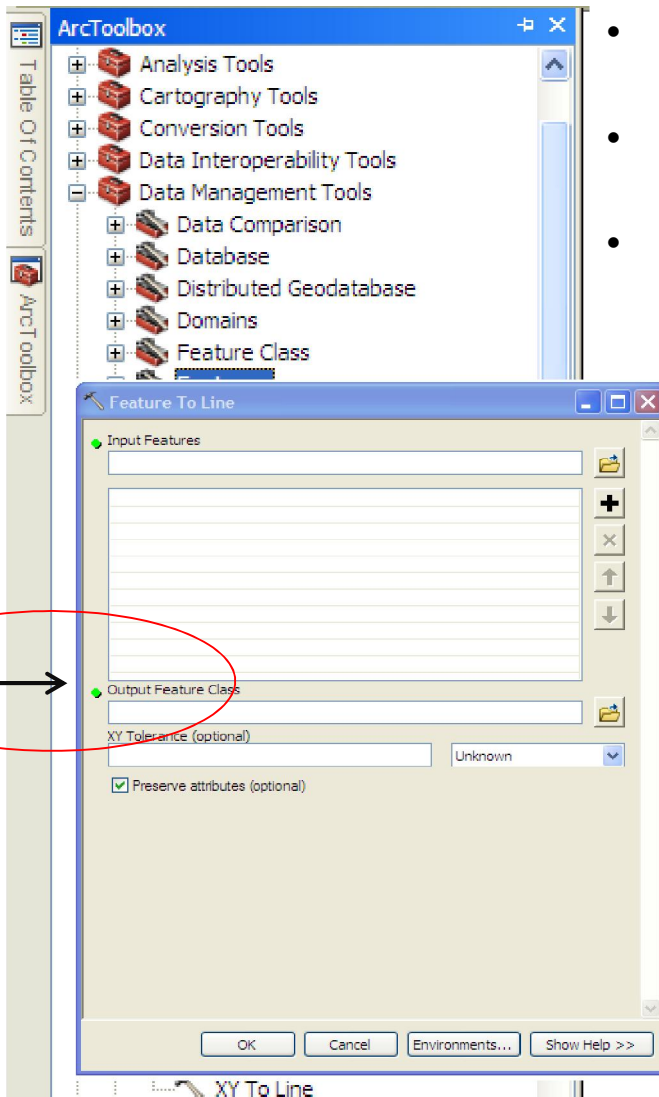 ArcToolbox
Table Of Contents
ArcToolbox
Analysis Tools
Cartography Tools
Conversion Tools
Data Interoperability Tools
Data Management Tools
Data Comparison
Database
Distributed Geodatabase
Domains
Feature Class
Feature To Line
Input Features
Output Feature Class
XY Tolerance (optional)
Unknown
Preserve attributes (optional)
OK Cancel Environments... Show Help >>
XY To Line